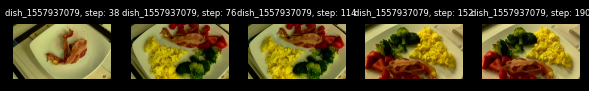 dish_1557937079, step: 38
dish_1557937079, step: 76
dish_1557937079, step: 114
dish_1557937079, step: 152
dish_1557937079, step: 190